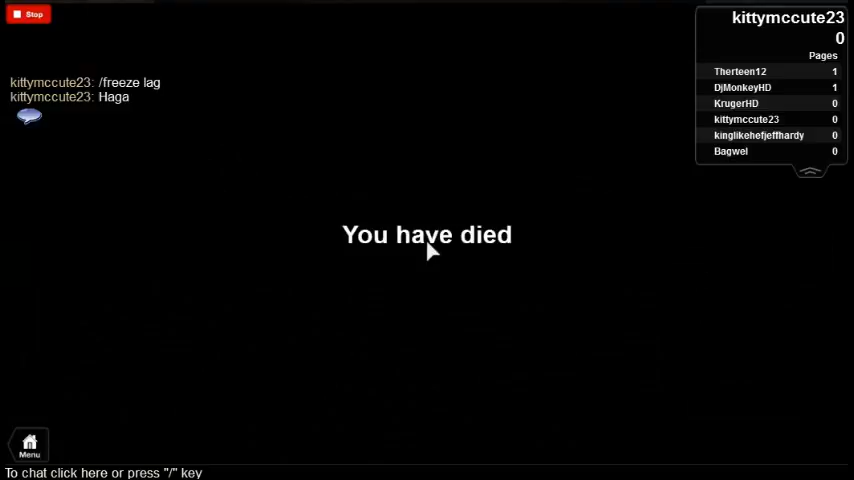 Stop
kittymccute23
0
Pages
Therteen12 1
DjMonkeyHD 1
KrugerHD 0
kittymccute23 0
kinglikehefjeffhardy 0
Bagwel 0
kittymccute23: /freeze lag
kittymccute23: Haga
You have died
Menu
To chat click here or press "/" key